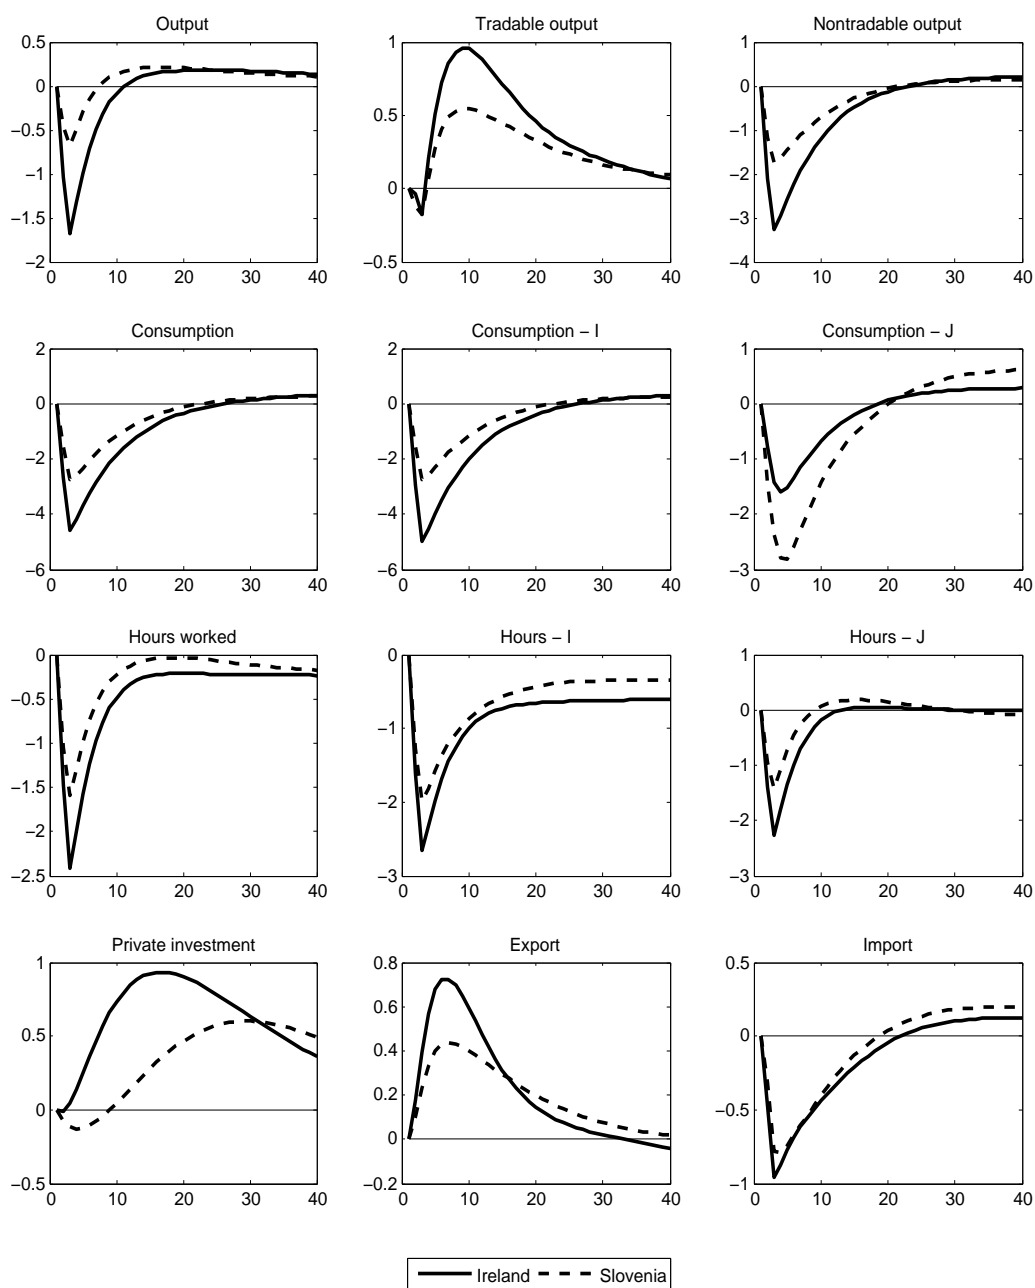 Output
Tradable output
Nontradable output
0.5
0
−0.5
−1
−1.5
−2
0 10 20 30 40
1
0.5
0
−0.5
0 10 20 30 40
1
0
−1
−2
−3
−4
0 10 20 30 40
Consumption
Consumption − I
Consumption − J
2
0
−2
−4
−6
0 10 20 30 40
2
0
−2
−4
−6
0 10 20 30 40
1
0
−1
−2
−3
0 10 20 30 40
Hours worked
Hours − I
Hours − J
0
−0.5
−1
−1.5
−2
−2.5
0 10 20 30 40
0
−1
−2
−3
0 10 20 30 40
1
0
−1
−2
−3
0 10 20 30 40
Private investment
Export
Import
1
0.5
0
−0.5
0 10 20 30 40
0.8
0.6
0.4
0.2
0
−0.2
0 10 20 30 40
0.5
0
−0.5
−1
0 10 20 30 40
Ireland
Slovenia